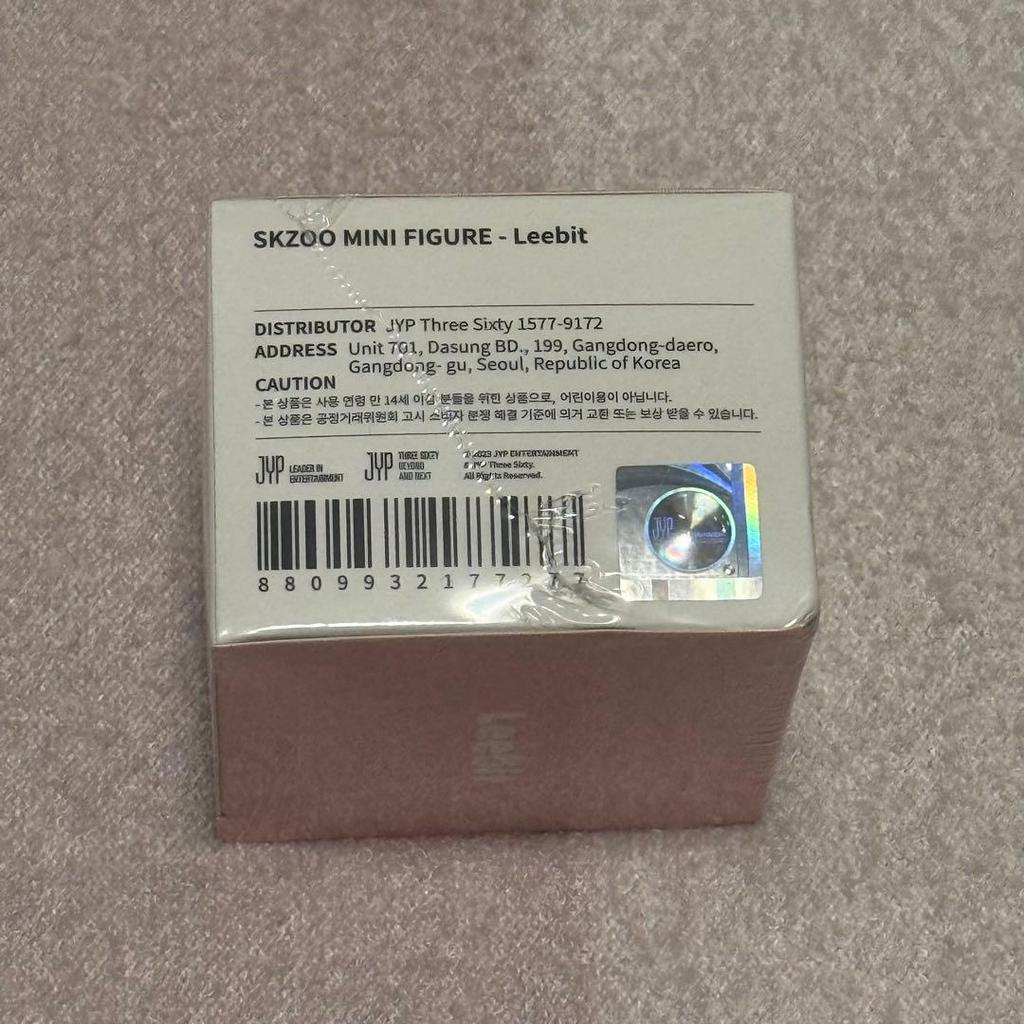 SKZOO MINI FIGURE - Leebit
DISTRIBUTOR JYP Three Sixty 1577-9172
ADDRESS Unit 701, Dasung BD., 199, Gangdong-daero,
Gangdong- gu, Seoul, Republic of Korea
CAUTION
- 본 상품은 사용 연령 만 14세 이상 분들을 위한 상품으로, 어린이용이 아닙니다.
- 본 상품은 공정거래위원회 고시 소비자 분쟁 해결 기준에 의거 교환 또는 보상 받을 수 있습니다.
JYP LEADER IN
ENTERTAINMENT
JYP THREE SIXTY
BEYOND
AND NEXT
© 2023 JYP ENTERTAINMENT
& JYP Three Sixty.
All Rights Reserved.
JYP
Leebit